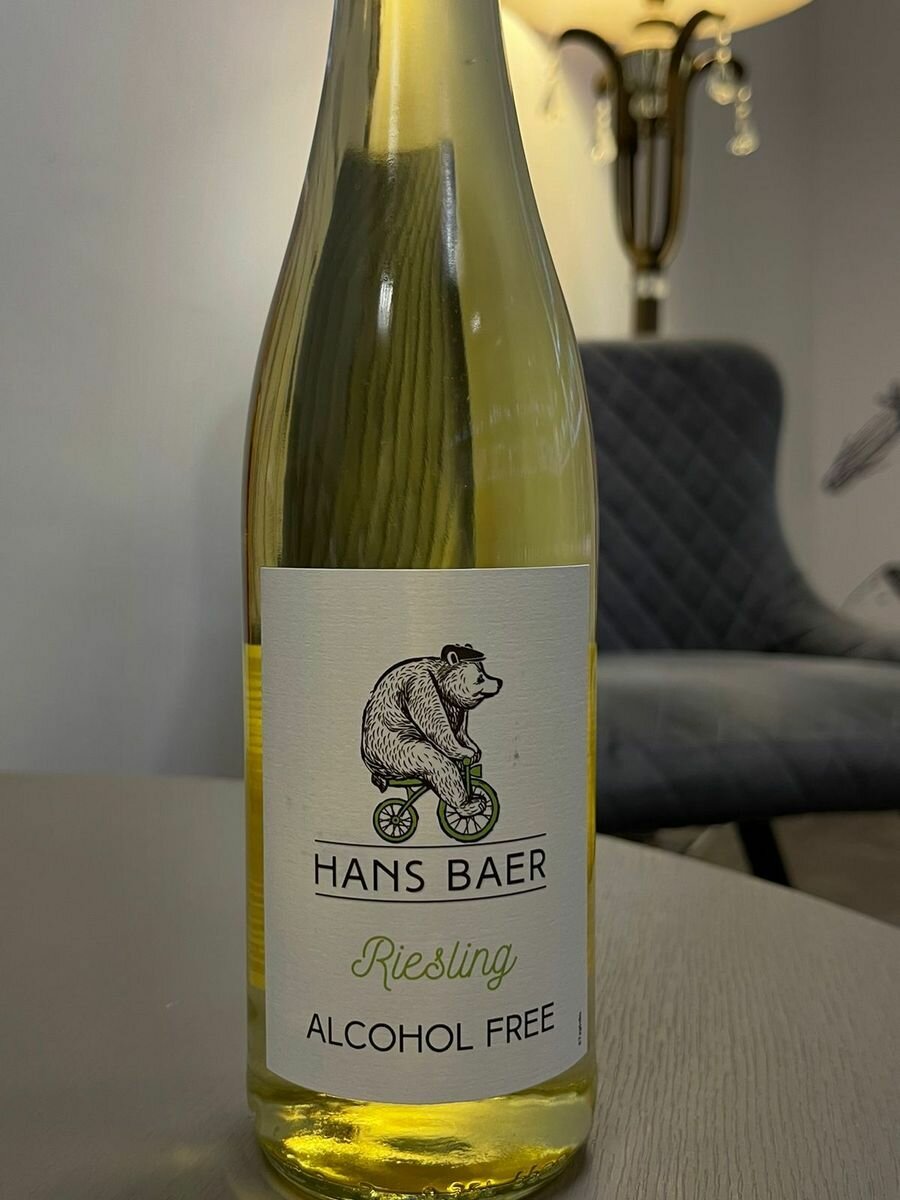 HANS BAER
Riesling
ALCOHOL FREE